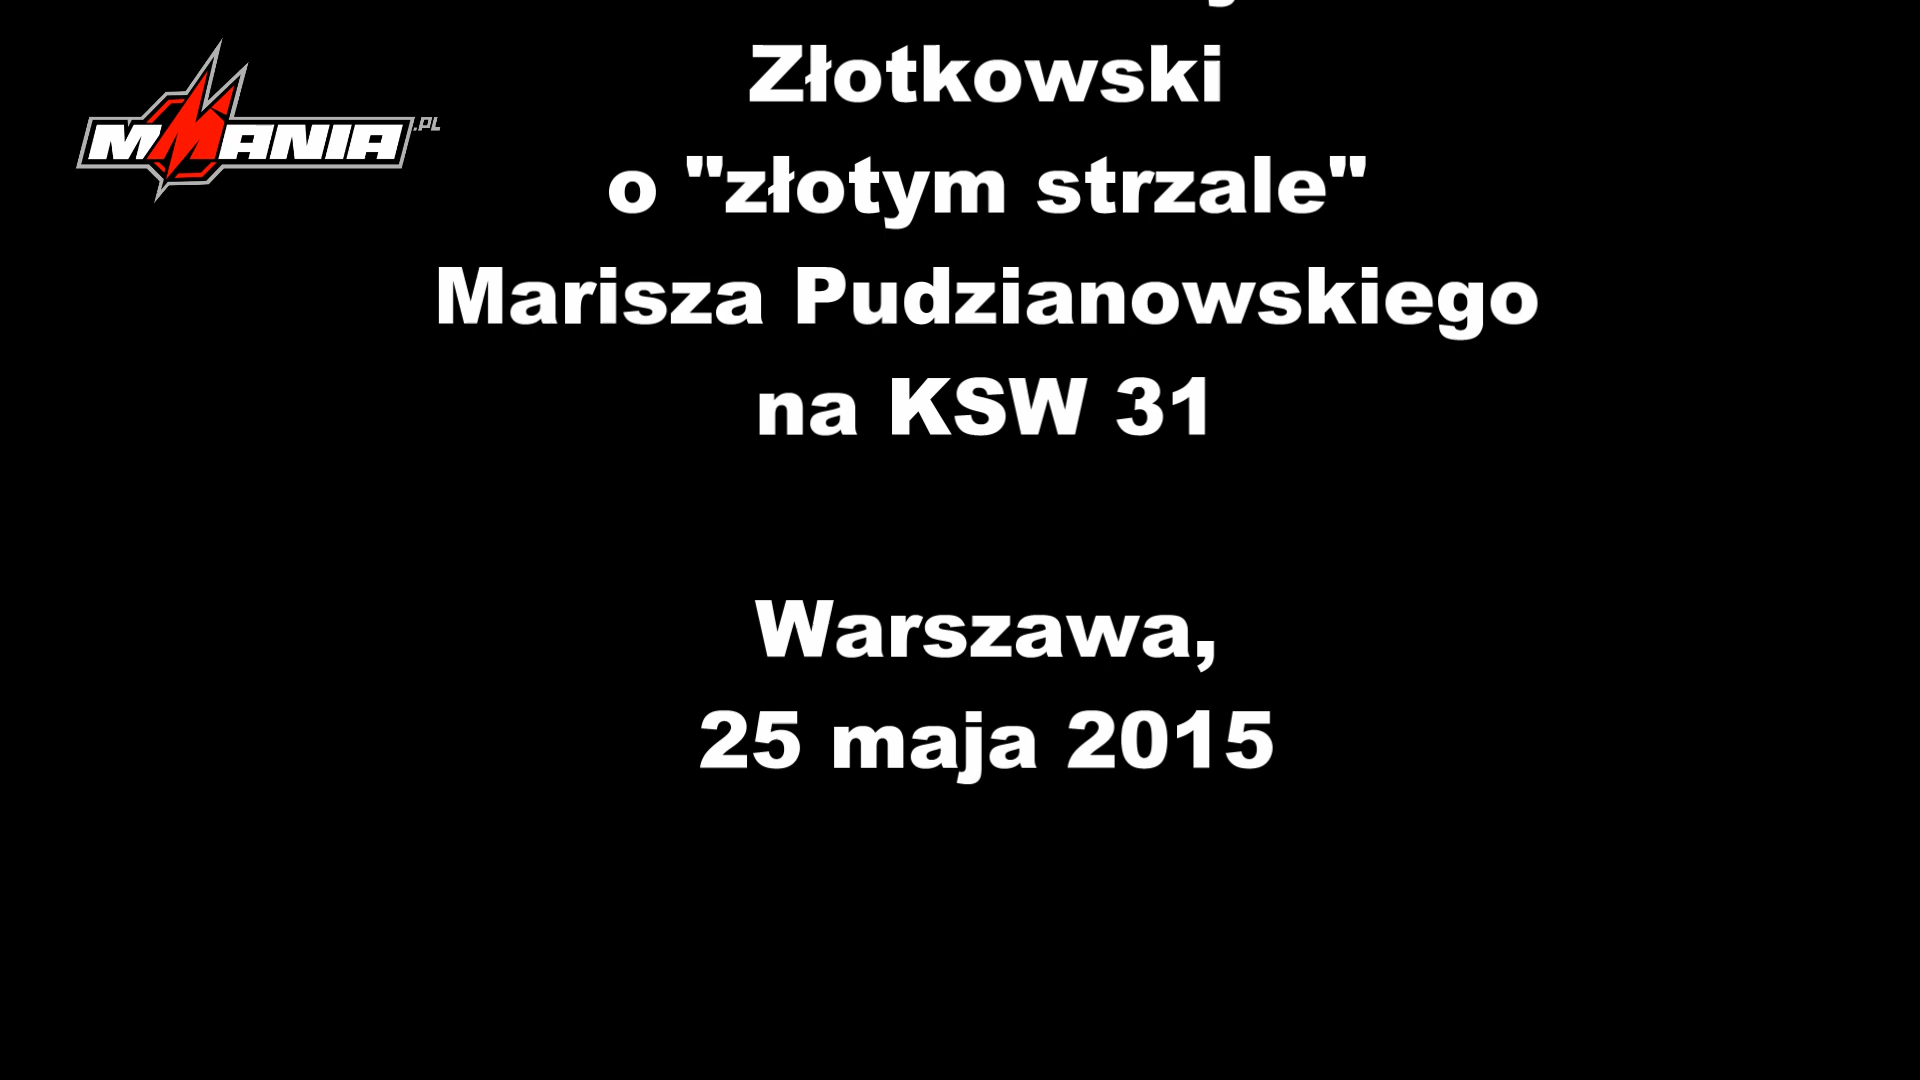 MMANIA.PL
Złotkowski
o "złotym strzale"
Marisza Pudzianowskiego
na KSW 31
Warszawa,
25 maja 2015